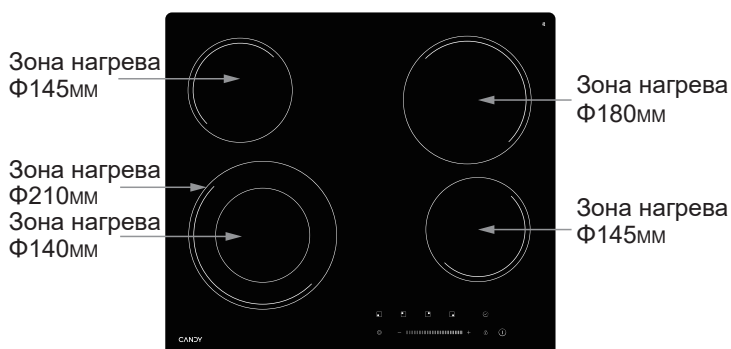 Зона нагрева
Ф145мм
Зона нагрева
Ф180мм
Зона нагрева
Ф210мм
Зона нагрева
Ф140мм
Зона нагрева
Ф145мм
CANDY